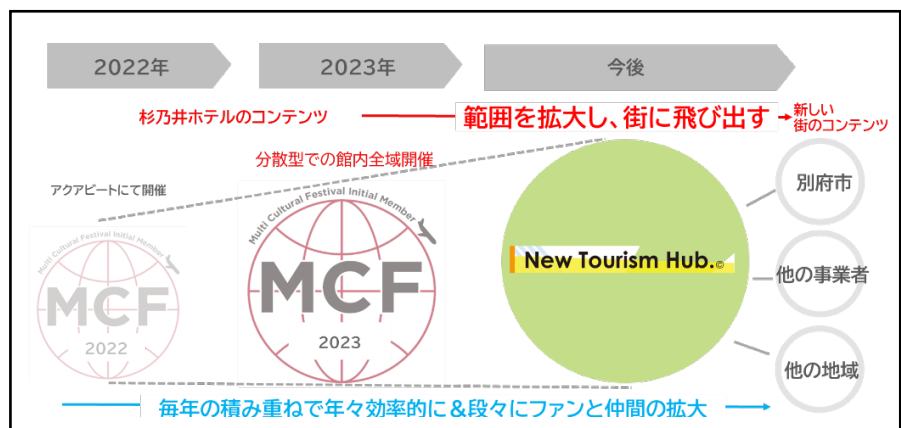 2022年
2023年
今後
杉乃井ホテルのコンテンツ
範囲を拡大し、街に飛び出す
新しい
街のコンテンツ
分散型での館内全域開催
アクアビートにて開催
Multi Cultural Festival Initial Member
MCF
2022
Multi Cultural Festival Initial Member
MCF
2023
New Tourism Hub.©
別府市
他の事業者
他の地域
毎年の積み重ねで年々効率的に&段々にファンと仲間の拡大